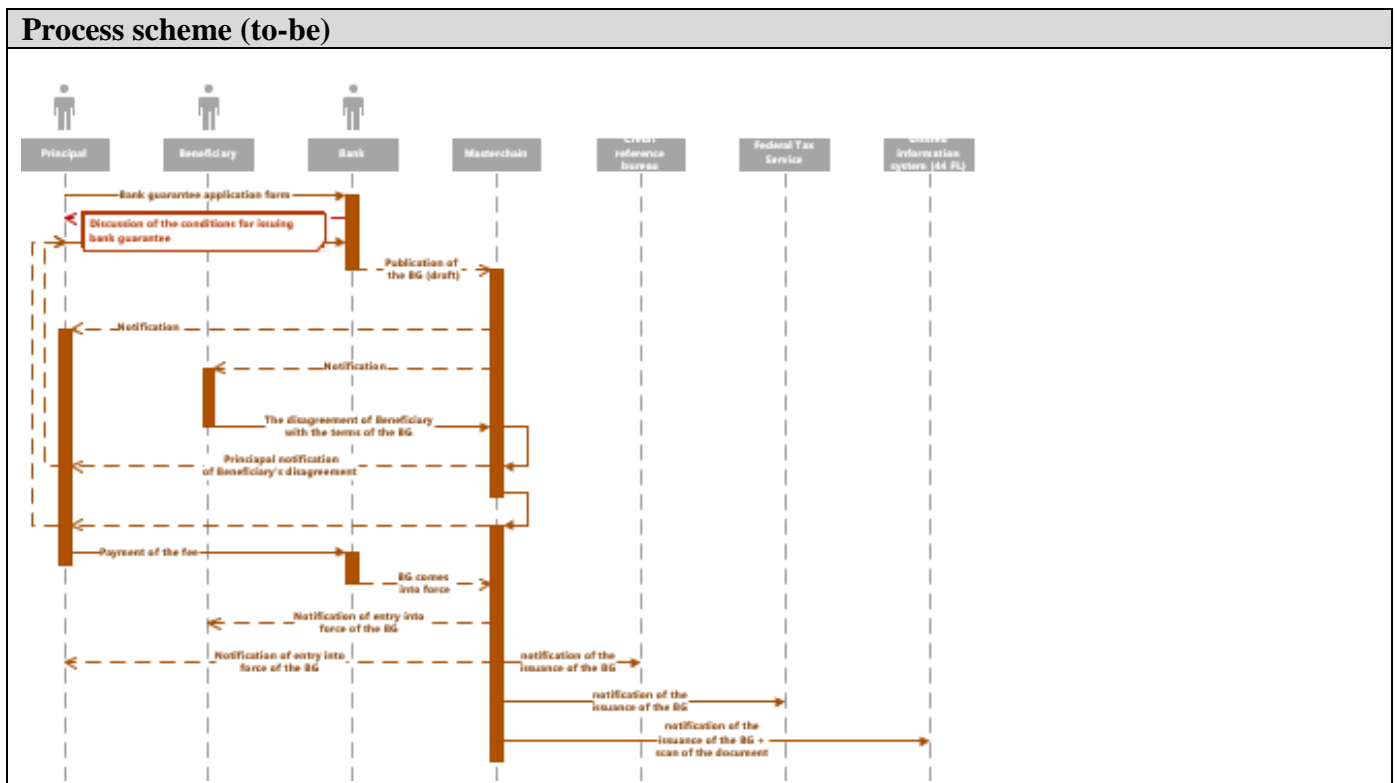 Process scheme (to-be)
Principal
Beneficiary
Bank
Masterchain
Credit
reference
bureau
Federal Tax
Service
information
system (44 FL)
Bank guarantee application form
Discussion of the conditions for issuing
bank guarantee
Publication of
the BG (draft)
Notification
Notification
The disagreement of Beneficiary
with the terms of the BG
Princiapal notification
of Beneficiary's disagreement
Payment of the fee
BG comes
into force
Notification of entry into
force of the BG
Notification of entry into
force of the BG
notification of the
issuance of the BG
notification of the
issuance of the BG
notification of the
issuance of the BG +
scan of the document